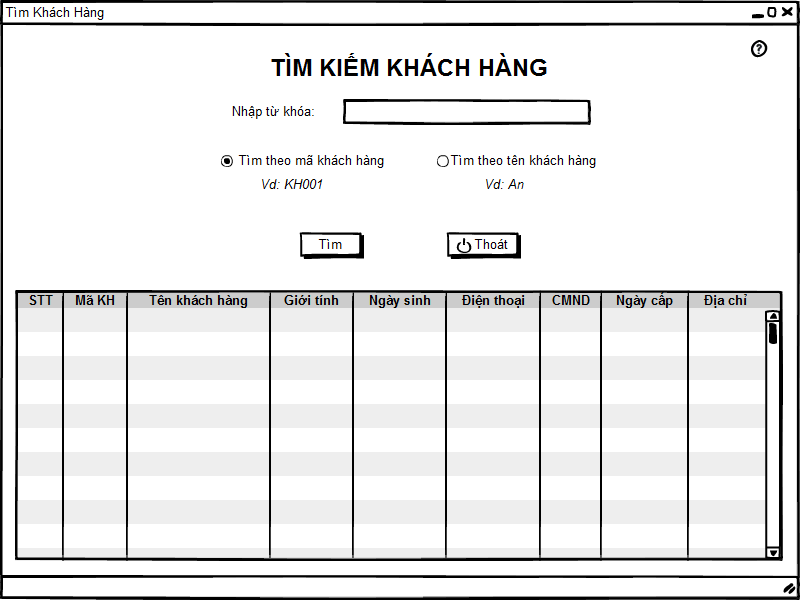 Tìm Khách Hàng
?
TÌM KIẾM KHÁCH HÀNG
Nhập từ khóa:
Tìm theo mã khách hàng Tìm theo tên khách hàng
Vd: KH001 Vd: An
Tìm Thoát
STT Mã KH Tên khách hàng Giới tính Ngày sinh Điện thoại CMND Ngày cấp Địa chỉ